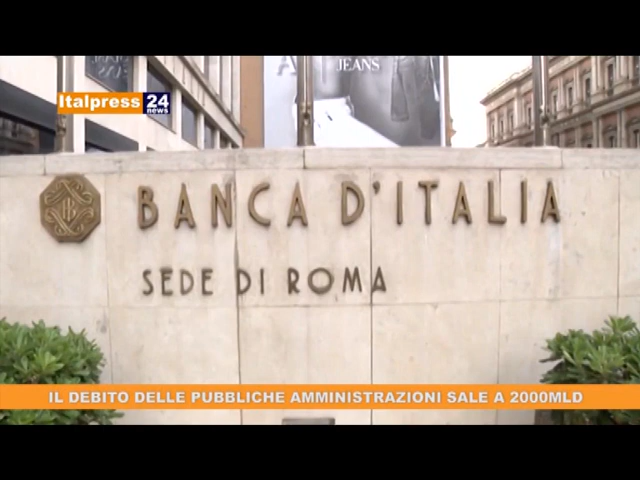 JEANS
Italpress 24
news
BANCA D'ITALIA
SEDE DI ROMA
IL DEBITO DELLE PUBBLICHE AMMINISTRAZIONI SALE A 2000MLD